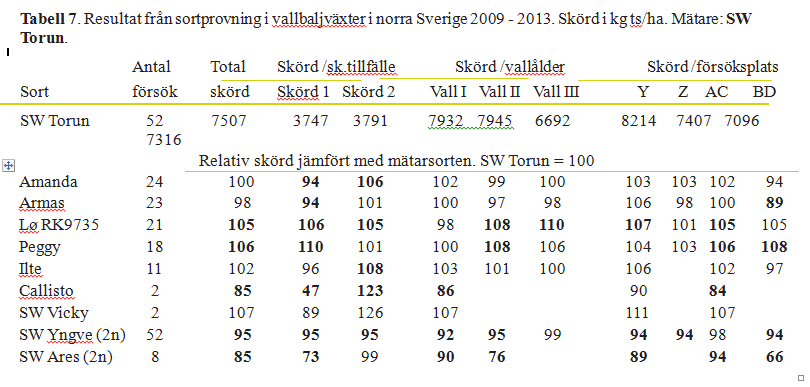 Tabell 7. Resultat från sortprovning i vallbaljväxter i norra Sverige 2009 - 2013. Skörd i kg ts/ha. Mätare: SW
Torun.
Antal Total Skörd /sk.tillfälle Skörd /vallålder Skörd /försöksplats
Sort försök skörd Skörd 1 Skörd 2 Vall I Vall II Vall III Y Z AC BD
SW Torun 52 7507 3747 3791 7932 7945 6692 8214 7407 7096
7316
Relativ skörd jämfört med mätarsorten. SW Torun = 100
Amanda 24 100 94 106 102 99 100 103 103 102 94
Armas 23 98 94 101 100 97 98 106 98 100 89
Lø RK9735 21 105 106 105 98 108 110 107 101 105 105
Peggy 18 106 110 101 100 108 106 104 103 106 108
Ilte 11 102 96 108 103 101 100 106 102 97
Callisto 2 85 47 123 86 90 84
SW Vicky 2 107 89 126 107 111 107
SW Yngve (2n) 52 95 95 95 92 95 99 94 94 98 94
SW Ares (2n) 8 85 73 99 90 76 89 94 66